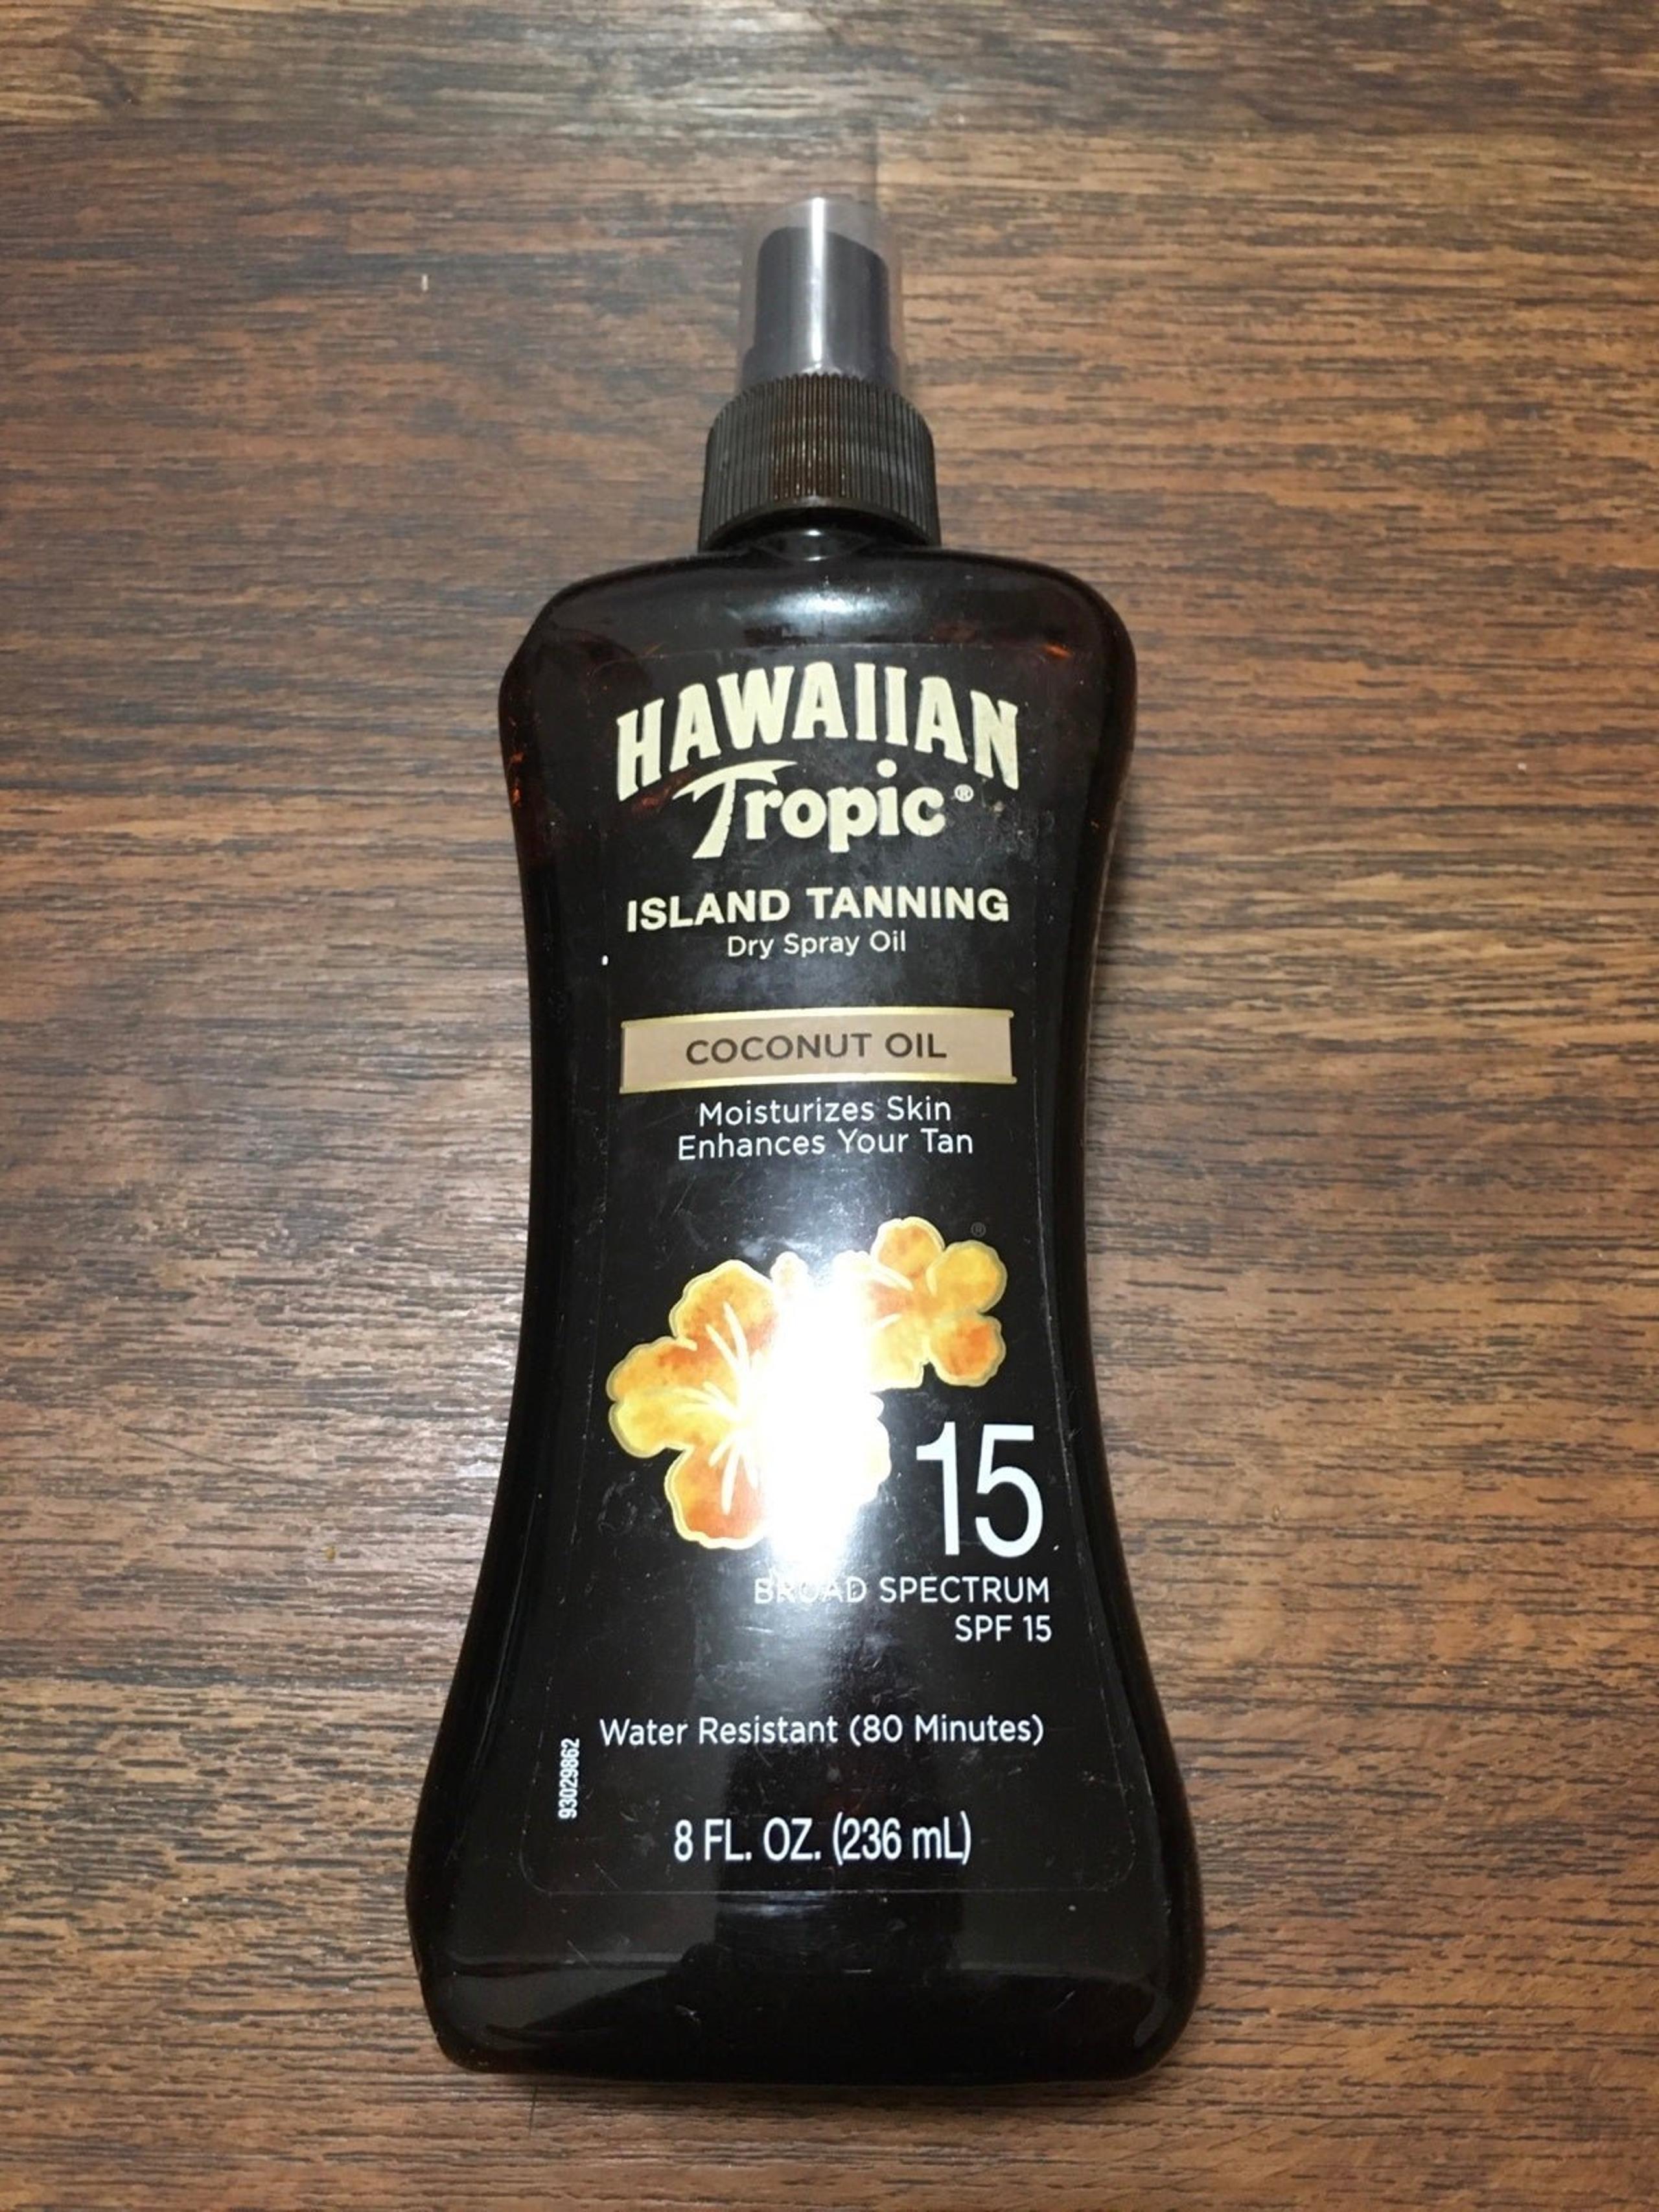 HAWAIIAN
Tropic®
ISLAND TANNING
Dry Spray Oil
COCONUT OIL
Moisturizes Skin
Enhances Your Tan
®
15
BROAD SPECTRUM
SPF 15
Water Resistant (80 Minutes)
93029862
8 FL. OZ. (236 mL)